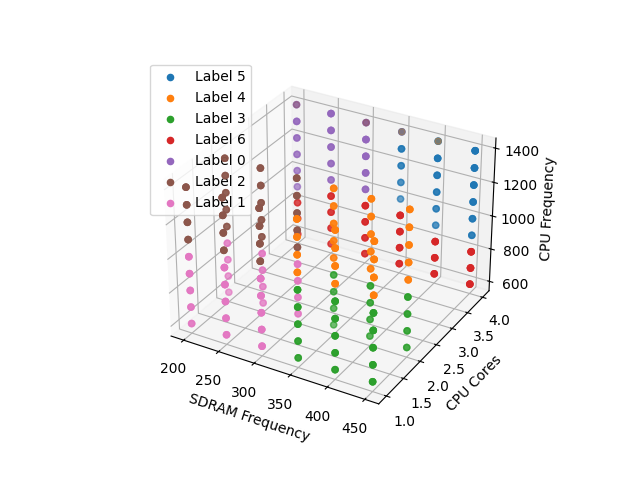 Label 5
Label 4
Label 3
Label 6
Label 0
Label 2
Label 1
1400
1200
1000
800
600
CPU Frequency
4.0
3.5
3.0
2.5
2.0
1.5
1.0
CPU Cores
200
250
300
350
400
450
SDRAM Frequency